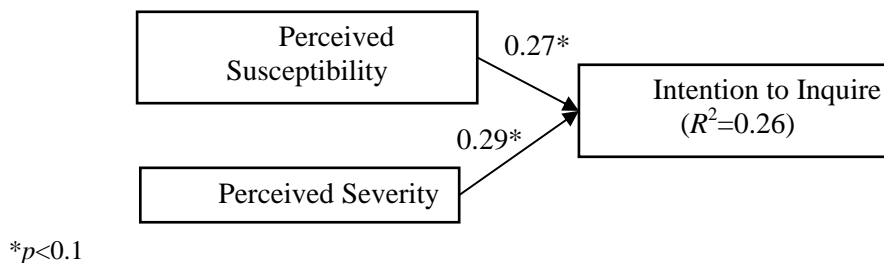 Perceived
Susceptibility
0.27*
Intention to Inquire
(R²=0.26)
0.29*
Perceived Severity
*p<0.1